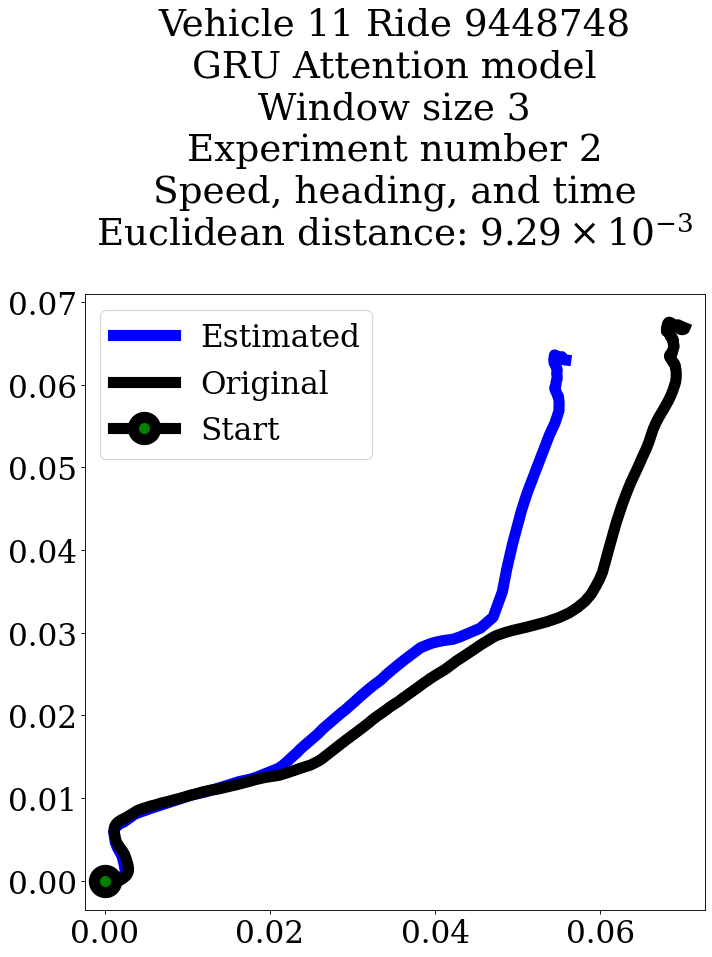 Vehicle 11 Ride 9448748
GRU Attention model
Window size 3
Experiment number 2
Speed, heading, and time
Euclidean distance: 9.29 × 10⁻³
0.07
0.06
0.05
0.04
0.03
0.02
0.01
0.00
Estimated
Original
Start
0.00 0.02 0.04 0.06